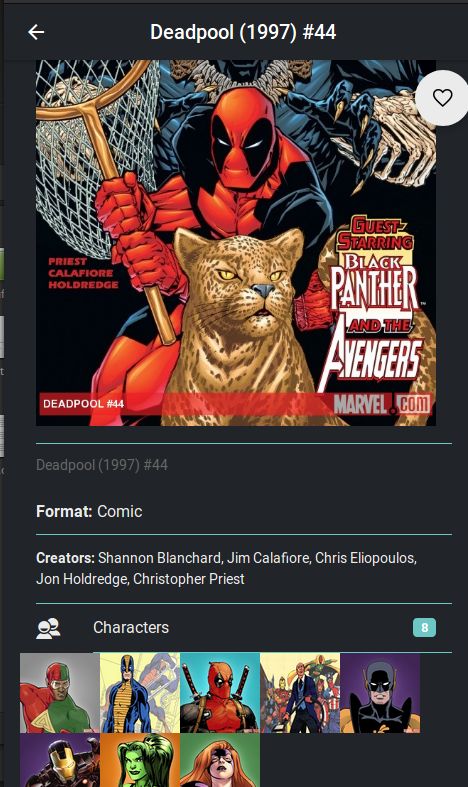 Deadpool (1997) #44
PRIEST
CALAFIORE
HOLDREDGE
GUEST-
STARRING
BLACK
PANTHER
AND THE
AVENGERS
DEADPOOL #44
MARVEL.com
Deadpool (1997) #44
Format: Comic
Creators: Shannon Blanchard, Jim Calafiore, Chris Eliopoulos,
Jon Holdredge, Christopher Priest
Characters 8